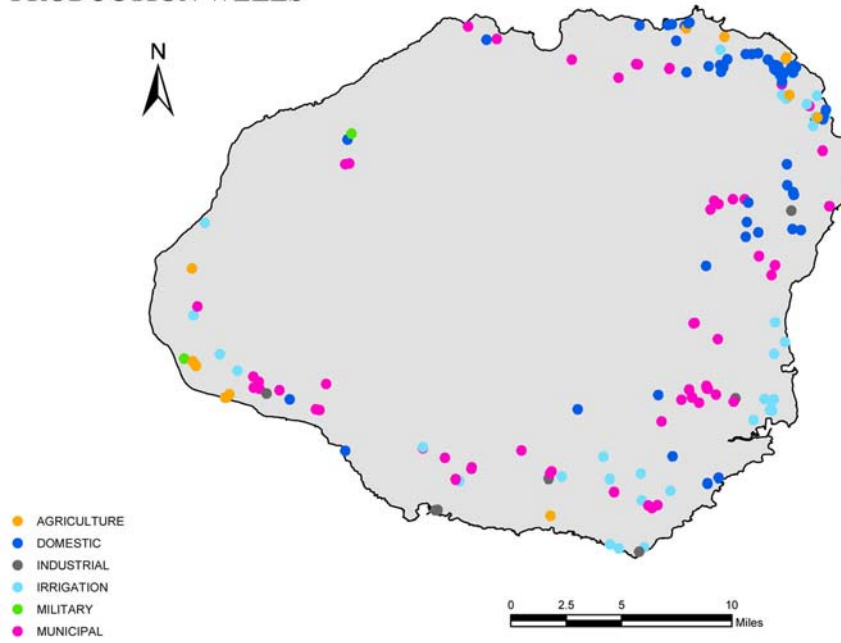 N
AGRICULTURE
DOMESTIC
INDUSTRIAL
IRRIGATION
MILITARY
MUNICIPAL
0 2.5 5 10
Miles